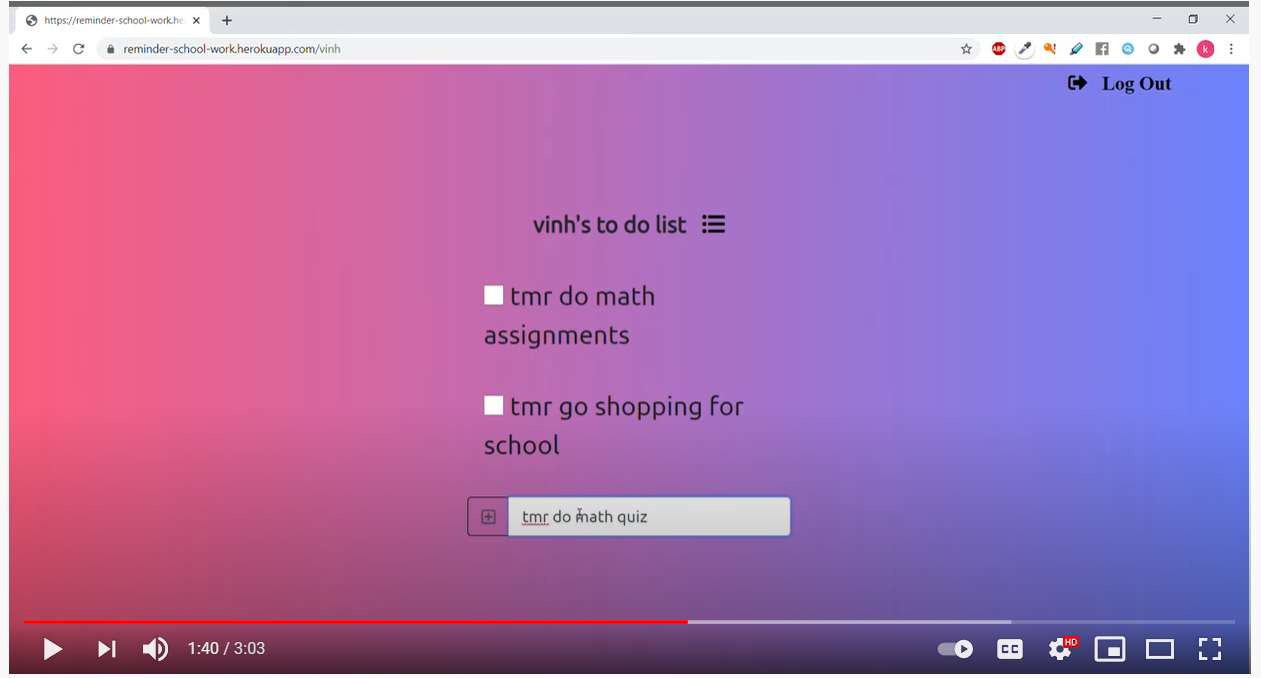 https://reminder-school-work.he
reminder-school-work.herokuapp.com/vinh
ABP
f
k
Log Out
vinh's to do list
tmr do math
assignments
tmr go shopping for
school
tmr do math quiz
1:40 / 3:03
CC
HD